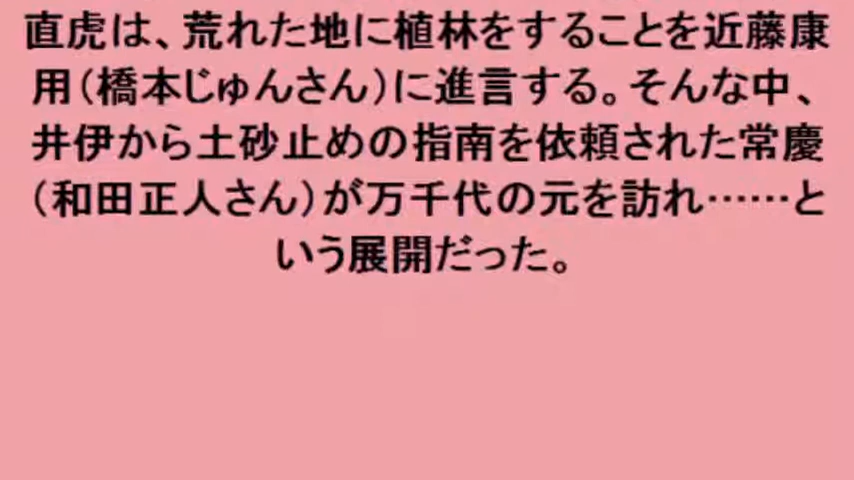 直虎は、荒れた地に植林をすることを近藤康
用（橋本じゅんさん）に進言する。そんな中、
井伊から土砂止めの指南を依頼された常慶
（和田正人さん）が万千代の元を訪れ……と
いう展開だった。